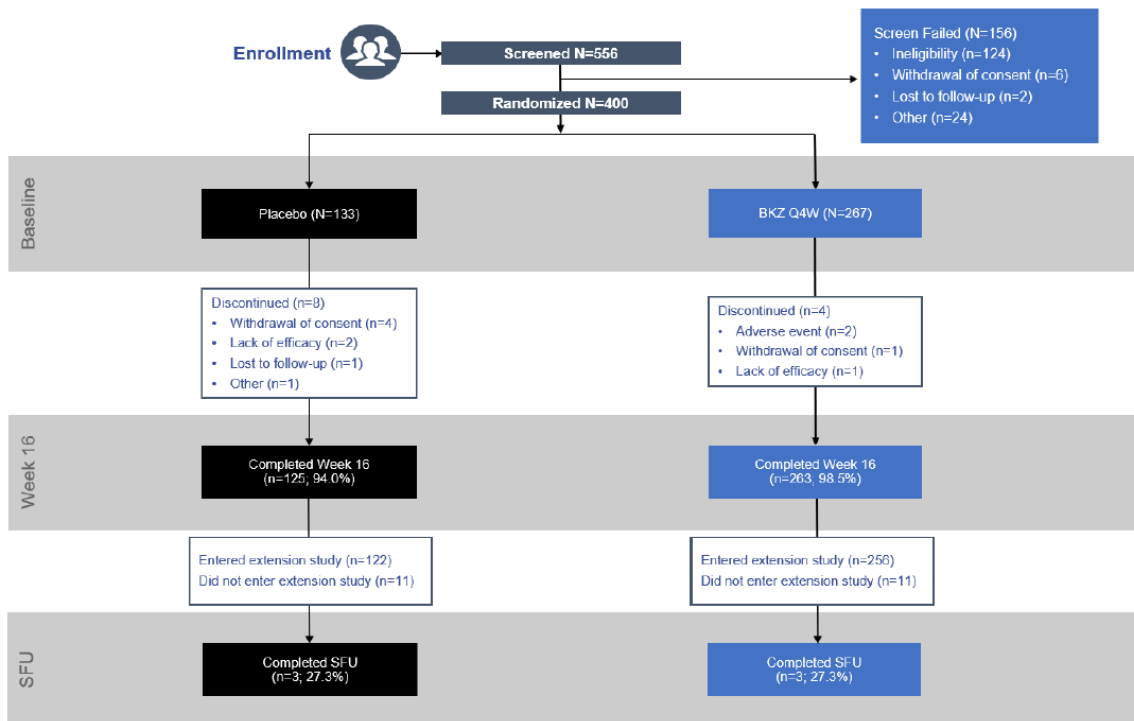 Enrollment
Screened N=556
Randomized N=400
Screen Failed (N=156)
• Ineligibility (n=124)
• Withdrawal of consent (n=6)
• Lost to follow-up (n=2)
• Other (n=24)
Baseline
Placebo (N=133)
BKZ Q4W (N=267)
Discontinued (n=8)
• Withdrawal of consent (n=4)
• Lack of efficacy (n=2)
• Lost to follow-up (n=1)
• Other (n=1)
Discontinued (n=4)
• Adverse event (n=2)
• Withdrawal of consent (n=1)
• Lack of efficacy (n=1)
Week 16
Completed Week 16
(n=125; 94.0%)
Completed Week 16
(n=263; 98.5%)
Entered extension study (n=122)
Did not enter extension study (n=11)
Entered extension study (n=256)
Did not enter extension study (n=11)
SFU
Completed SFU
(n=3; 27.3%)
Completed SFU
(n=3; 27.3%)